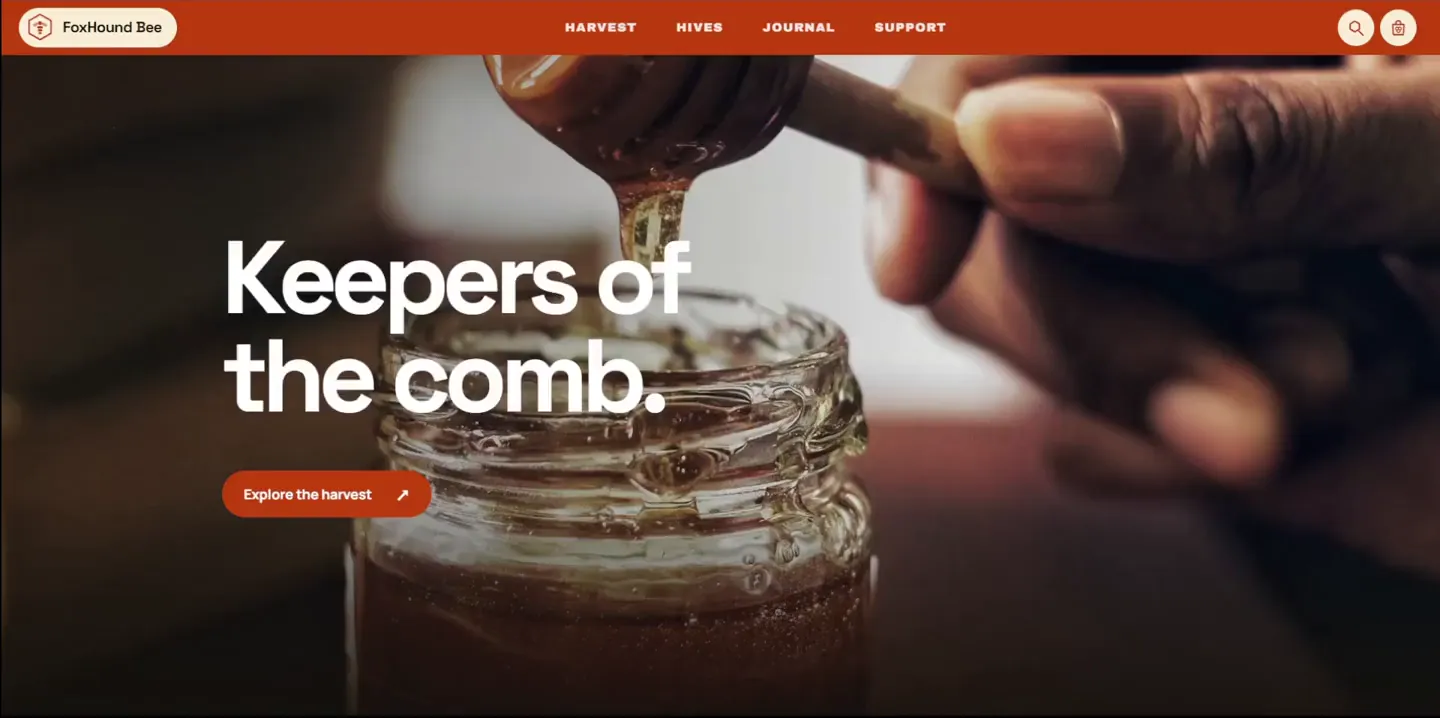 FoxHound Bee
HARVEST HIVES JOURNAL SUPPORT
Keepers of
the comb.
Explore the harvest ↗